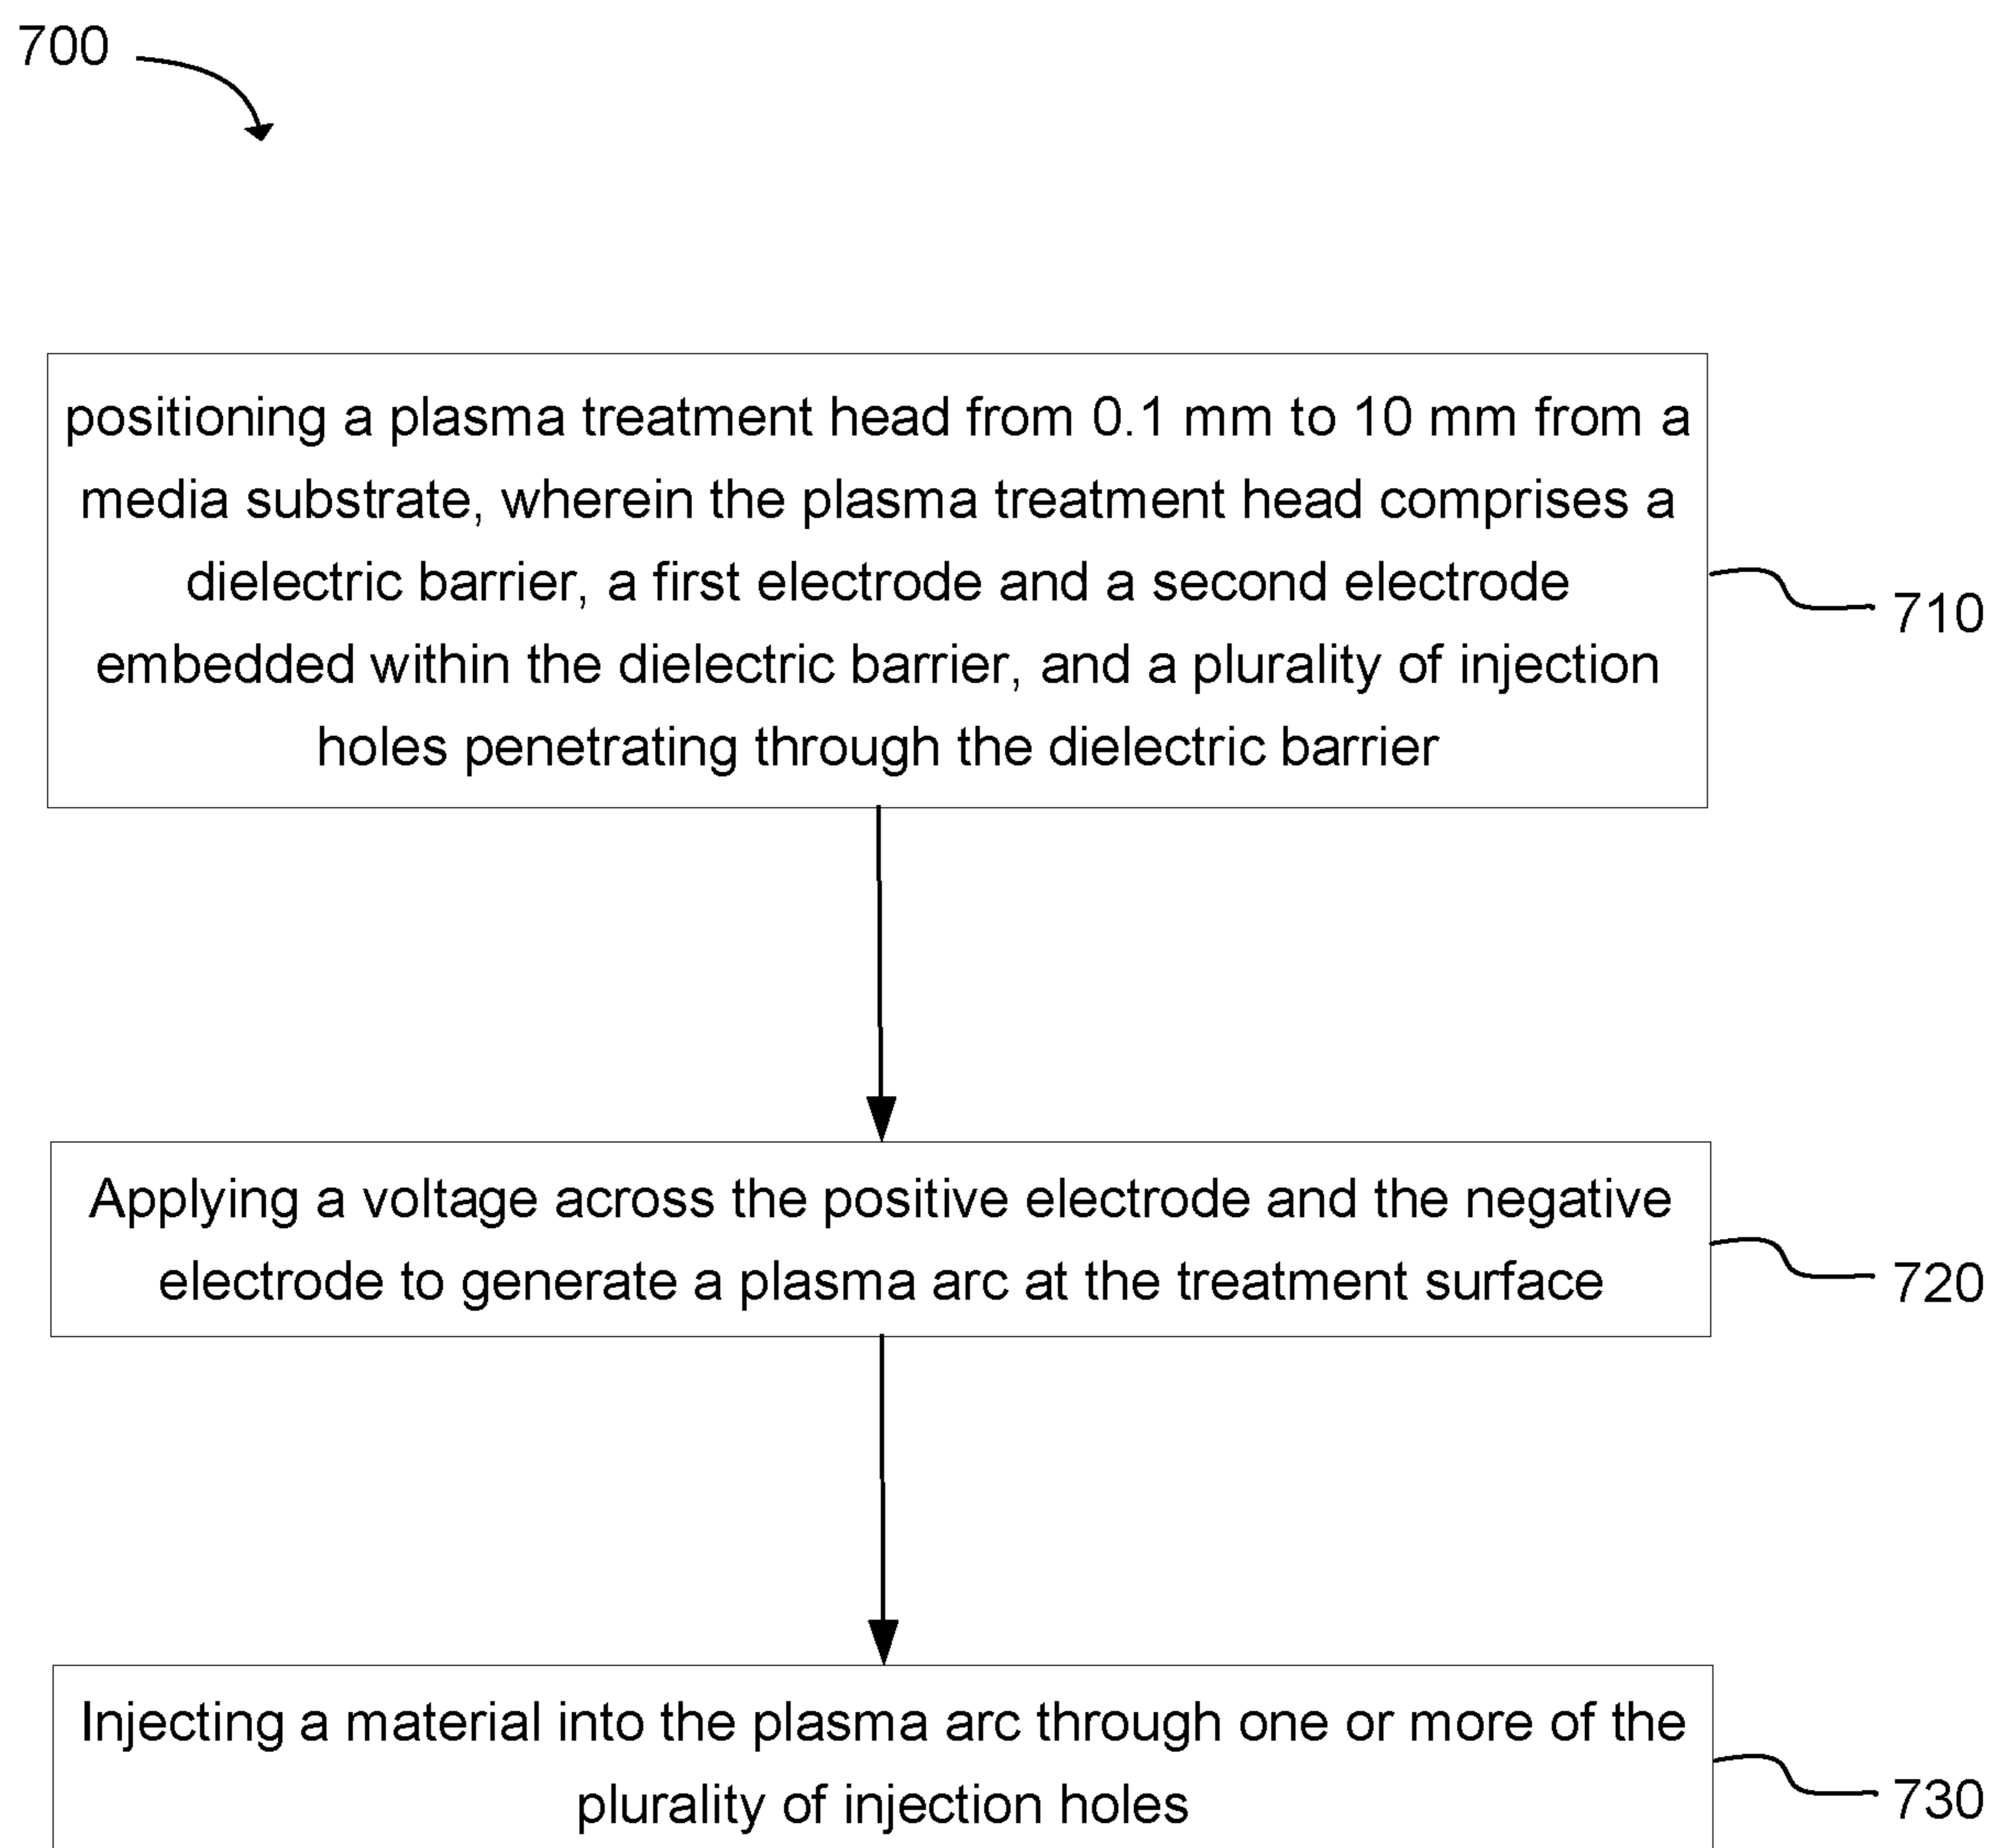 700
positioning a plasma treatment head from 0.1 mm to 10 mm from a
media substrate, wherein the plasma treatment head comprises a
dielectric barrier, a first electrode and a second electrode
embedded within the dielectric barrier, and a plurality of injection
holes penetrating through the dielectric barrier
710
Applying a voltage across the positive electrode and the negative
electrode to generate a plasma arc at the treatment surface
720
Injecting a material into the plasma arc through one or more of the
plurality of injection holes
730